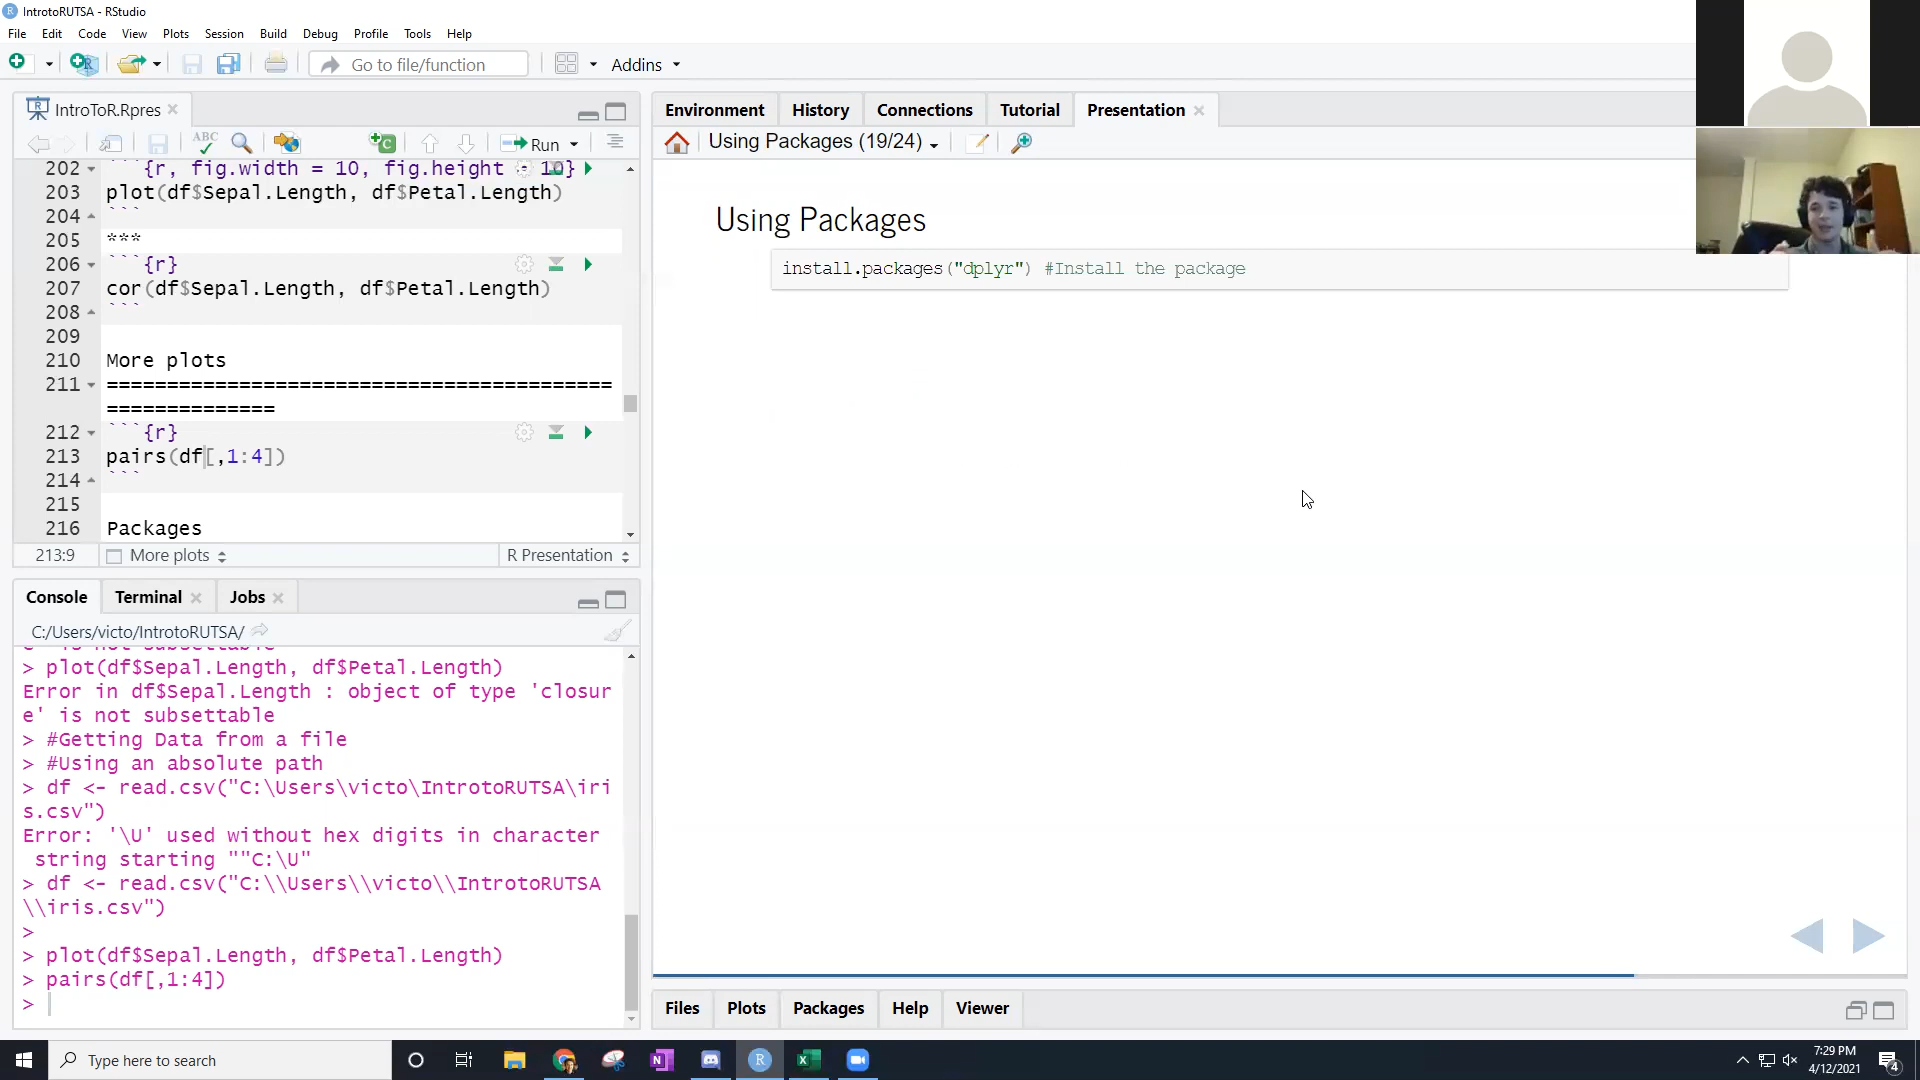 IntrotoRUTSA - RStudio
File Edit Code View Plots Session Build Debug Profile Tools Help
Go to file/function Addins
IntroToR.Rpres
ABC Run
202 ```{r, fig.width = 10, fig.height = 10}
203 plot(df$Sepal.Length, df$Petal.Length)
204 ```
205 ***
206 ```{r}
207 cor(df$Sepal.Length, df$Petal.Length)
208 ```
209
210 More plots
211 ==========================================
==============
212 ```{r}
213 pairs(df[,1:4])
214 ```
215
216 Packages
213:9 More plots R Presentation
Console Terminal Jobs
C:/Users/victo/IntrotoRUTSA/
e' is not subsettable
> plot(df$Sepal.Length, df$Petal.Length)
Error in df$Sepal.Length : object of type 'closur
e' is not subsettable
> #Getting Data from a file
> #Using an absolute path
> df <- read.csv("C:\Users\victo\IntrotoRUTSA\iri
s.csv")
Error: '\U' used without hex digits in character
string starting ""C:\U"
> df <- read.csv("C:\\Users\\victo\\IntrotoRUTSA
\\iris.csv")
>
> plot(df$Sepal.Length, df$Petal.Length)
> pairs(df[,1:4])
>
Environment History Connections Tutorial Presentation
Using Packages (19/24)
Using Packages
install.packages("dplyr") #Install the package
Files Plots Packages Help Viewer
Type here to search
7:29 PM
4/12/2021
4